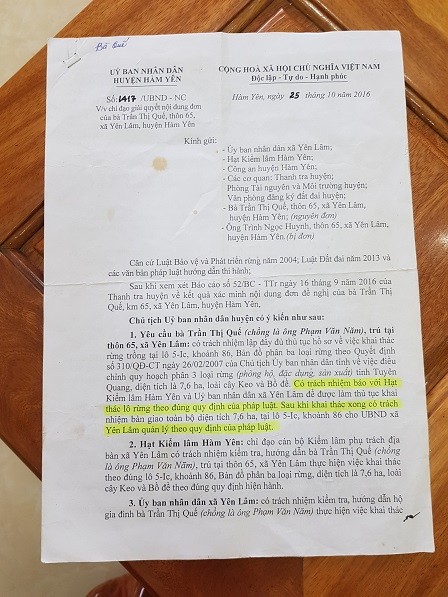 Bà Quế
UỶ BAN NHÂN DÂN
HUYỆN HÀM YÊN
CỘNG HOÀ XÃ HỘI CHỦ NGHĨA VIỆT NAM
Độc lập - Tự do - Hạnh phúc
Số: 1417/UBND - NC
V/v chỉ đạo giải quyết nội dung đơn
của bà Trần Thị Quế, thôn 65,
xã Yên Lâm, huyện Hàm Yên
Hàm Yên, ngày 25 tháng 10 năm 2016
Kính gửi:
- Ủy ban nhân dân xã Yên Lâm;
- Hạt Kiểm lâm Hàm Yên;
- Công an huyện Hàm Yên;
- Các cơ quan: Thanh tra huyện;
Phòng Tài nguyên và Môi trường huyện;
Văn phòng đăng ký đất đai huyện;
- Bà Trần Thị Quế, thôn 65, xã Yên Lâm,
huyện Hàm Yên; (nguyên đơn)
- Ông Trình Ngọc Huynh, thôn 65, xã Yên Lâm,
huyện Hàm Yên.(bị đơn)
Căn cứ Luật Bảo vệ và Phát triển rừng năm 2004; Luật Đất đai năm 2013 và
các văn bản pháp luật hướng dẫn thi hành;
Sau khi xem xét Báo cáo số 52/BC - TTr ngày 16 tháng 9 năm 2016 của
Thanh tra huyện về kết quả xác minh nội dung đơn đề nghị của bà Trần Thị
Quế, km 65, xã Yên Lâm, huyện Hàm Yên;
Chủ tịch Uỷ ban nhân dân huyện có ý kiến như sau:
1. Yêu cầu bà Trần Thị Quế (chồng là ông Phạm Văn Năm), trú tại
thôn 65, xã Yên Lâm: có trách nhiệm lập đầy đủ thủ tục hồ sơ về việc khai thác
rừng trồng tại lô 5-Ic, khoảnh 86, Bản đồ phân ba loại rừng theo Quyết định
số 310/QĐ-CT ngày 26/02/2007 của Chủ tịch Ủy ban nhân dân tỉnh về việc điều
chỉnh quy hoạch phân 3 loại rừng (phòng hộ, đặc dụng, sản xuất) tỉnh Tuyên
Quang, diện tích là 7,6 ha, loài cây Keo và Bồ đề. Có trách nhiệm báo với Hạt
Kiểm lâm Hàm Yên và Uỷ ban nhân dân xã Yên Lâm để được làm thủ tục khai
thác lô rừng theo đúng quy định của pháp luật. Sau khi khai thác xong có trách
nhiệm bàn giao toàn bộ diện tích 7,6 ha, tại lô 5-Ic, khoảnh 86 cho UBND xã
Yên Lâm quản lý theo quy định của pháp luật.
2. Hạt Kiểm lâm Hàm Yên: chỉ đạo cán bộ Kiểm lâm phụ trách địa
bàn xã Yên Lâm có trách nhiệm kiểm tra, hướng dẫn bà Trần Thị Quế (chồng
là ông Phạm Văn Năm), trú tại thôn 65, xã Yên Lâm thực hiện việc khai thác
theo đúng lô 5-Ic, khoảnh 86, Bản đồ phân ba loại rừng, diện tích là 7,6 ha, loài
cây Keo và Bồ đề theo đúng quy định hiện hành.
3. Ủy ban nhân dân xã Yên Lâm: có trách nhiệm kiểm tra, hướng dẫn hộ
gia đình bà Trần Thị Quế (chồng là ông Phạm Văn Năm) thực hiện việc khai thác